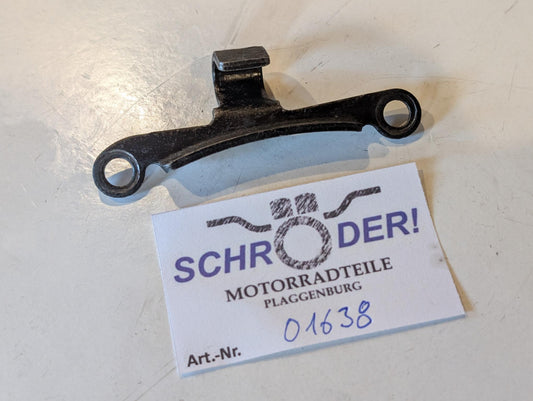 SCHRÖDER!
MOTORRADTEILE
PLAGGENBURG
Art.-Nr. 01638